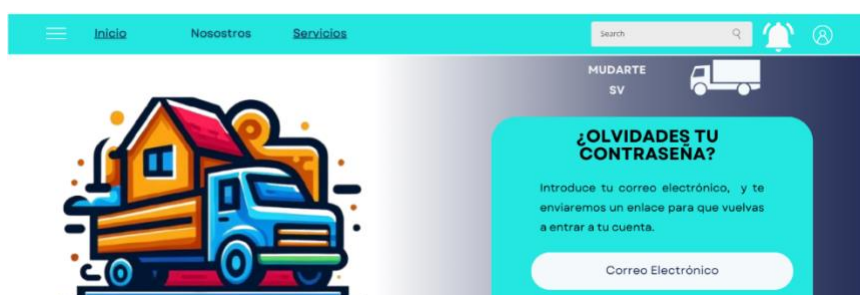 Inicio Nosostros Servicios Search
MUDARTE
SV
¿OLVIDADES TU
CONTRASEÑA?
Introduce tu correo electrónico, y te
enviaremos un enlace para que vuelvas
a entrar a tu cuenta.
Correo Electrónico